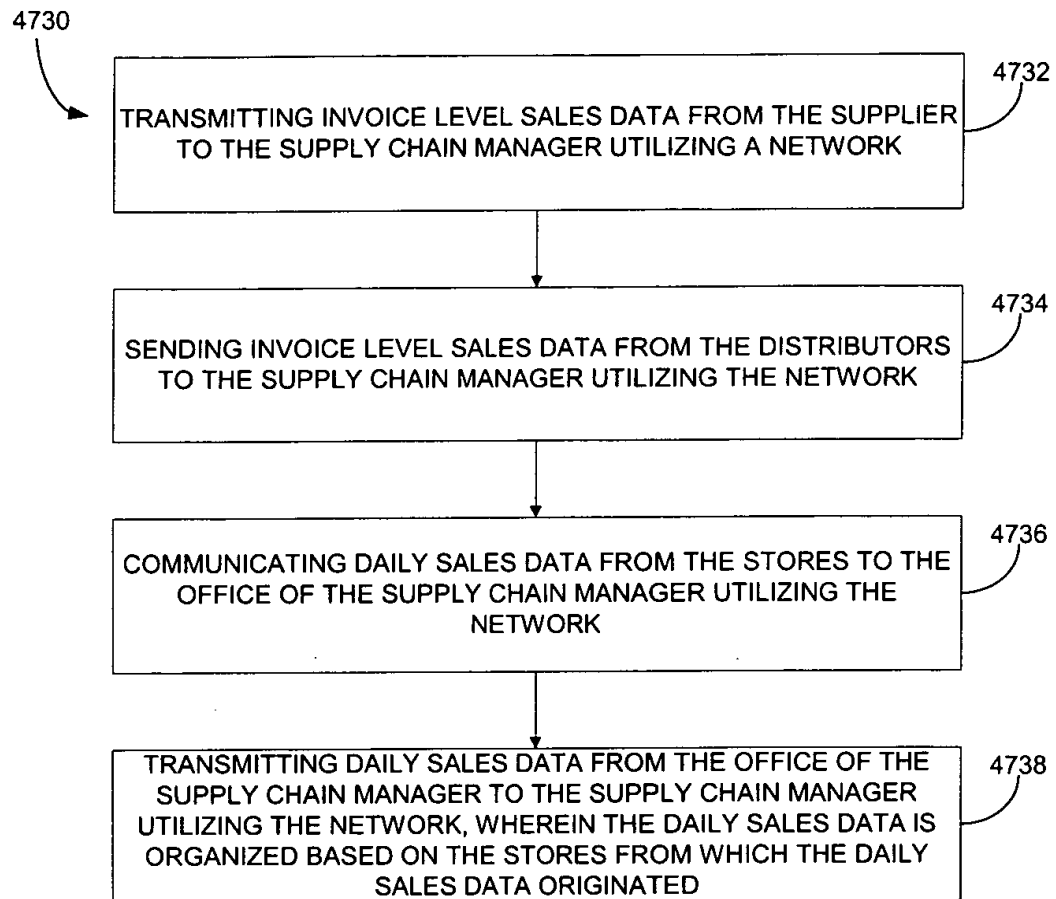 4730
4732
TRANSMITTING INVOICE LEVEL SALES DATA FROM THE SUPPLIER
TO THE SUPPLY CHAIN MANAGER UTILIZING A NETWORK
4734
SENDING INVOICE LEVEL SALES DATA FROM THE DISTRIBUTORS
TO THE SUPPLY CHAIN MANAGER UTILIZING THE NETWORK
4736
COMMUNICATING DAILY SALES DATA FROM THE STORES TO THE
OFFICE OF THE SUPPLY CHAIN MANAGER UTILIZING THE
NETWORK
4738
TRANSMITTING DAILY SALES DATA FROM THE OFFICE OF THE
SUPPLY CHAIN MANAGER TO THE SUPPLY CHAIN MANAGER
UTILIZING THE NETWORK, WHEREIN THE DAILY SALES DATA IS
ORGANIZED BASED ON THE STORES FROM WHICH THE DAILY
SALES DATA ORIGINATED